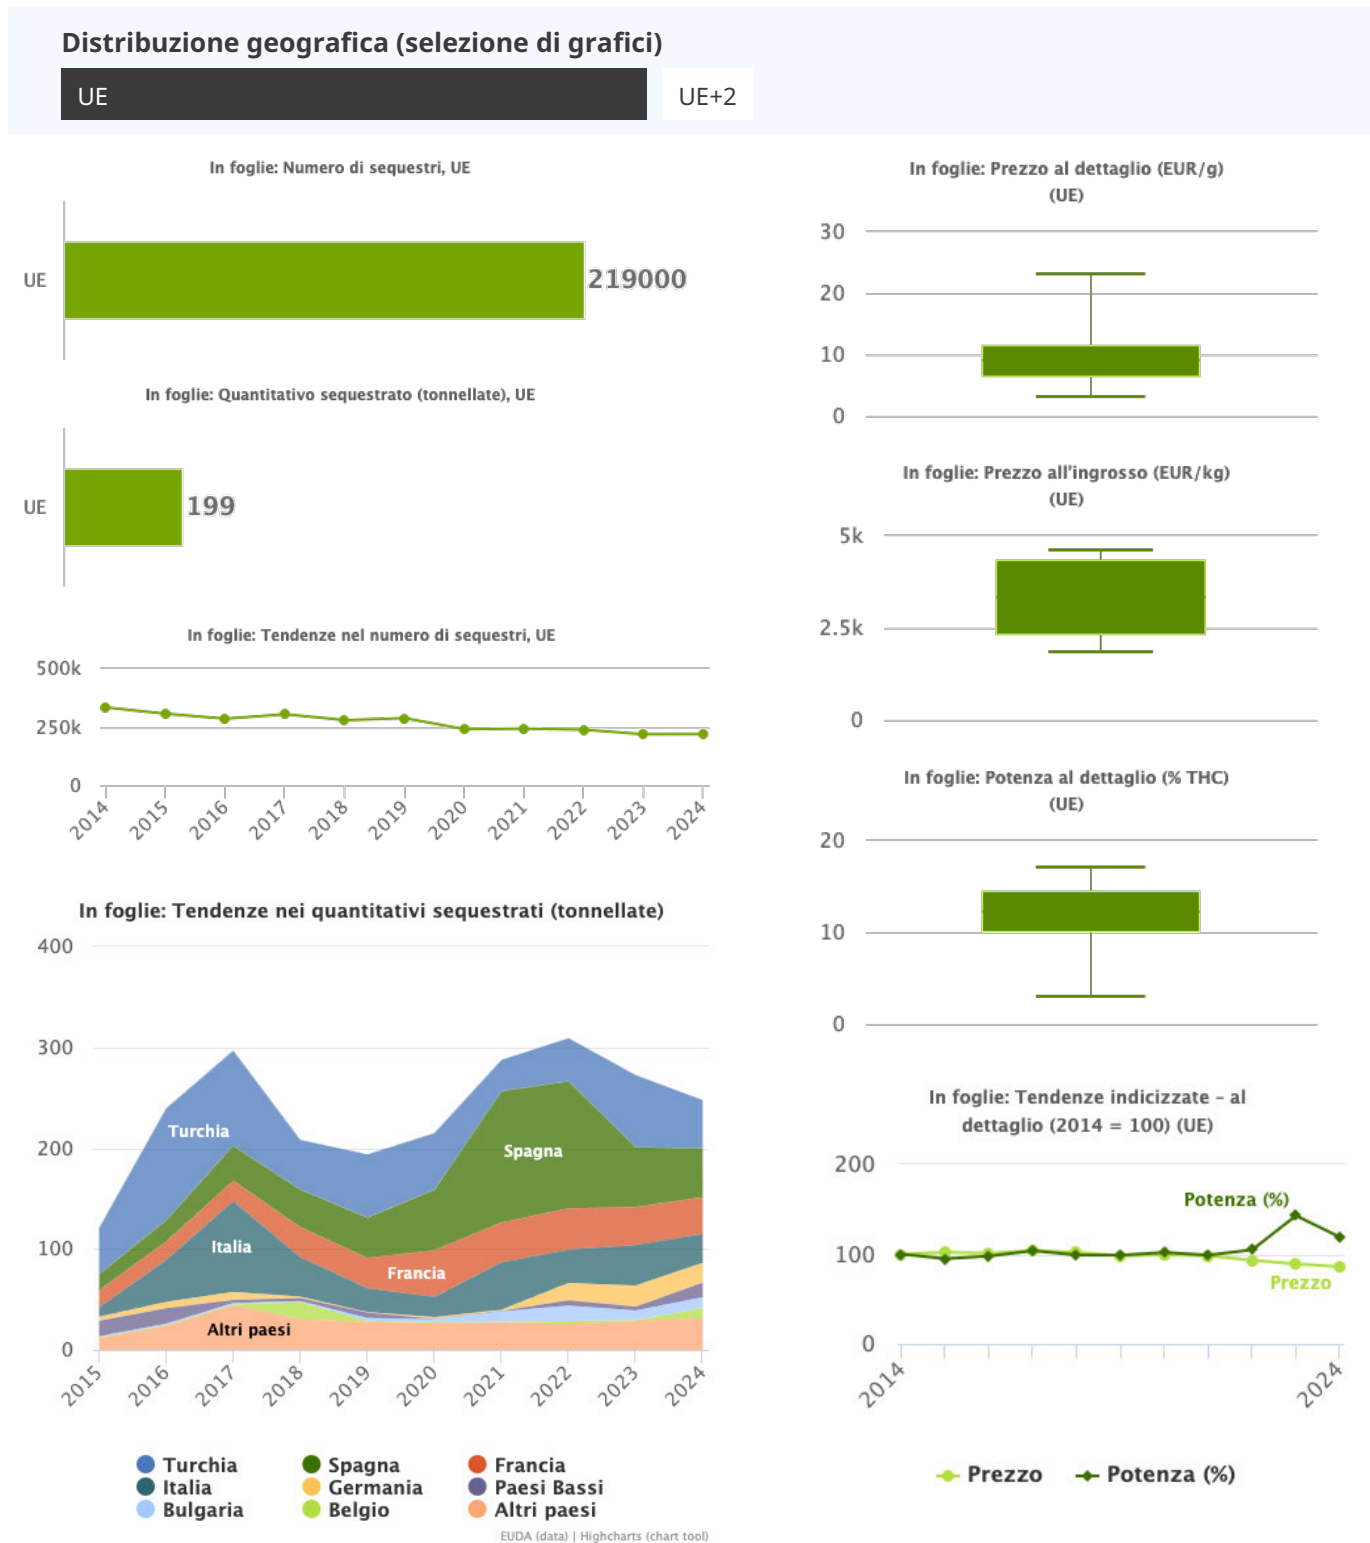 Distribuzione geografica (selezione di grafici)
UE
UE+2
In foglie: Numero di sequestri, UE
UE
219000
In foglie: Quantitativo sequestrato (tonnellate), UE
UE
199
In foglie: Tendenze nel numero di sequestri, UE
500k
250k
0
2014
2015
2016
2017
2018
2019
2020
2021
2022
2023
2024
In foglie: Tendenze nei quantitativi sequestrati (tonnellate)
400
300
200
100
0
Turchia
Spagna
Italia
Francia
Altri paesi
2015
2016
2017
2018
2019
2020
2021
2022
2023
2024
Turchia
Spagna
Francia
Italia
Germania
Paesi Bassi
Bulgaria
Belgio
Altri paesi
EUDA (data) | Highcharts (chart tool)
In foglie: Prezzo al dettaglio (EUR/g)
(UE)
30
20
10
0
In foglie: Prezzo all'ingrosso (EUR/kg)
(UE)
5k
2.5k
0
In foglie: Potenza al dettaglio (% THC)
(UE)
20
10
0
In foglie: Tendenze indicizzate – al
dettaglio (2014 = 100) (UE)
200
100
0
Potenza (%)
Prezzo
2014
2024
Prezzo
Potenza (%)